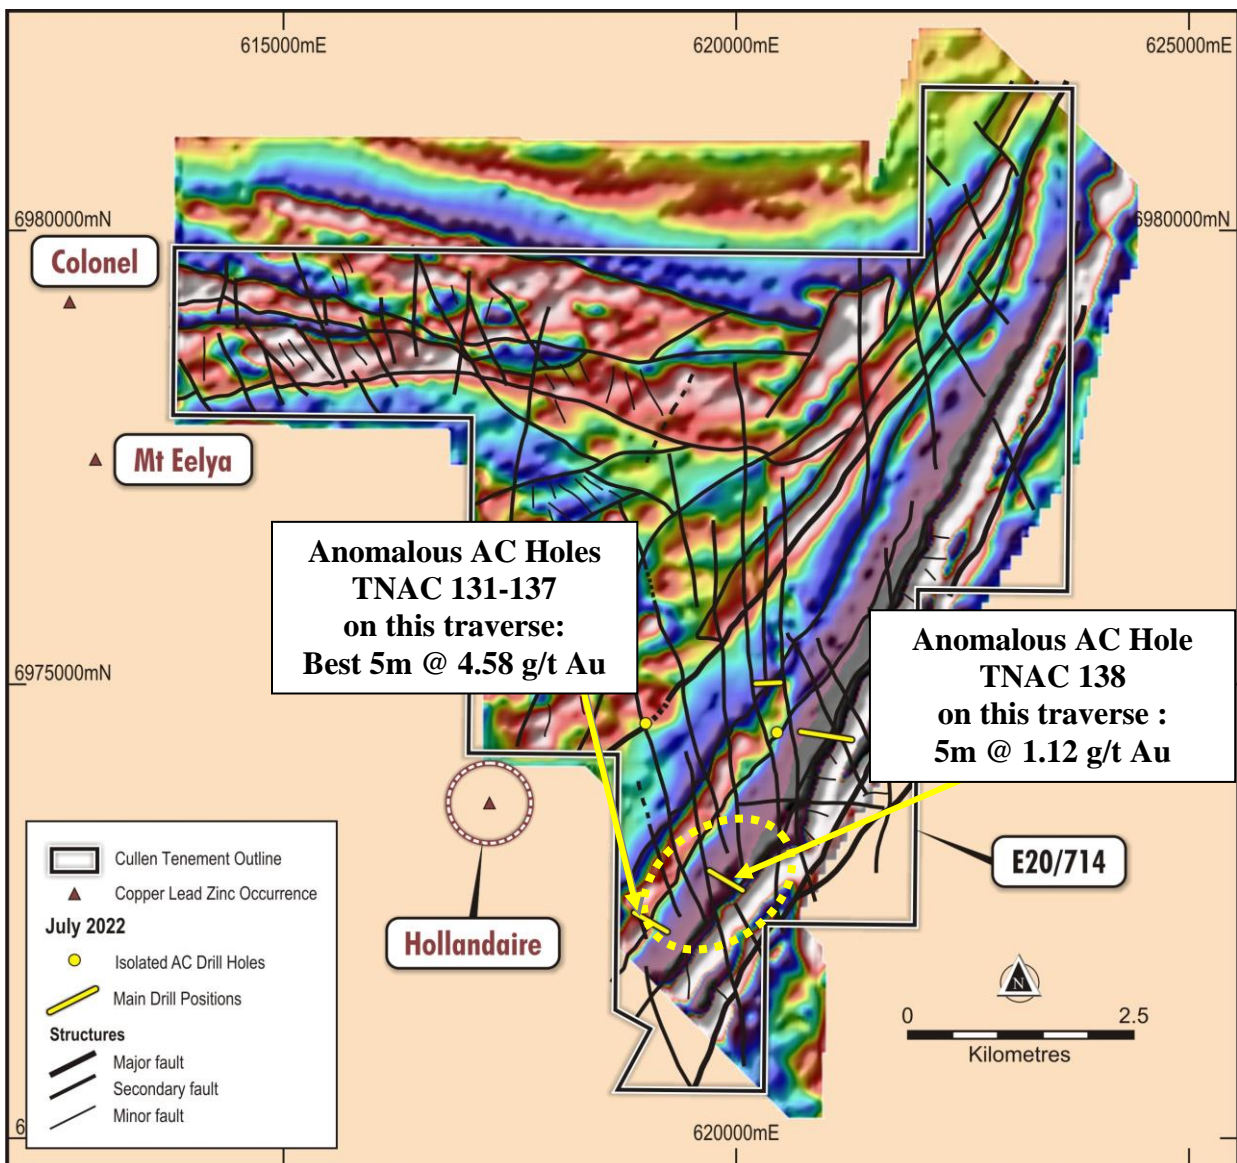 615000mE
620000mE
625000mE
6980000mN
6980000mN
Colonel
Mt Eelya
Anomalous AC Holes
TNAC 131-137
on this traverse:
Best 5m @ 4.58 g/t Au
Anomalous AC Hole
TNAC 138
on this traverse :
5m @ 1.12 g/t Au
6975000mN
Cullen Tenement Outline
Copper Lead Zinc Occurrence
July 2022
Isolated AC Drill Holes
Main Drill Positions
Structures
Major fault
Secondary fault
Minor fault
Hollandaire
E20/714
N
0 2.5
Kilometres
620000mE